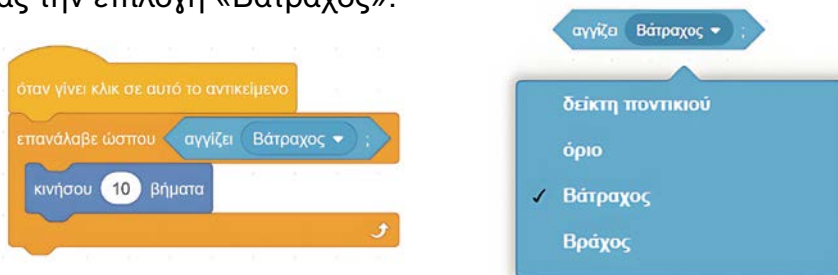 ας την επιλογή «Βάτραχος».
όταν γίνει κλικ σε αυτό το αντικείμενο
επανάλαβε ώσπου αγγίζει Βάτραχος ;
κινήσου 10 βήματα
αγγίζει Βάτραχος ;
δείκτη ποντικιού
όριο
✓ Βάτραχος
Βράχος